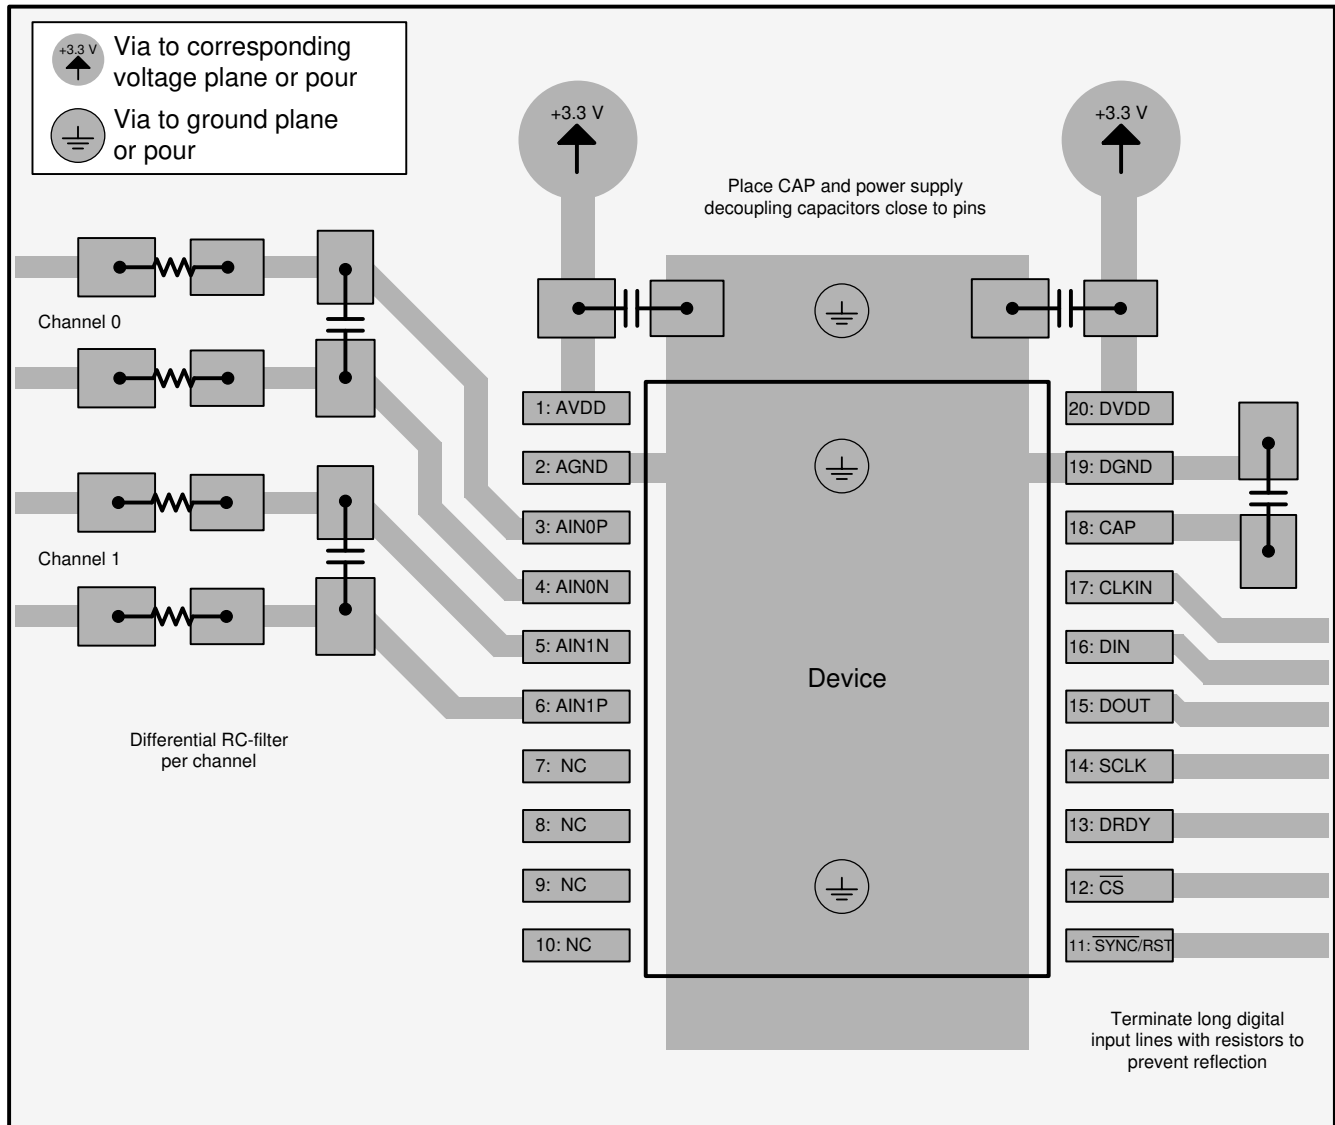 +3.3 V
Via to corresponding
voltage plane or pour
Via to ground plane
or pour
+3.3 V
+3.3 V
Place CAP and power supply
decoupling capacitors close to pins
Channel 0
Channel 1
Differential RC-filter
per channel
1: AVDD
2: AGND
3: AIN0P
4: AIN0N
5: AIN1N
6: AIN1P
7: NC
8: NC
9: NC
10: NC
Device
20: DVDD
19: DGND
18: CAP
17: CLKIN
16: DIN
15: DOUT
14: SCLK
13: DRDY
12: C̅S̅
11: S̅Y̅N̅C̅/RST
Terminate long digital
input lines with resistors to
prevent reflection